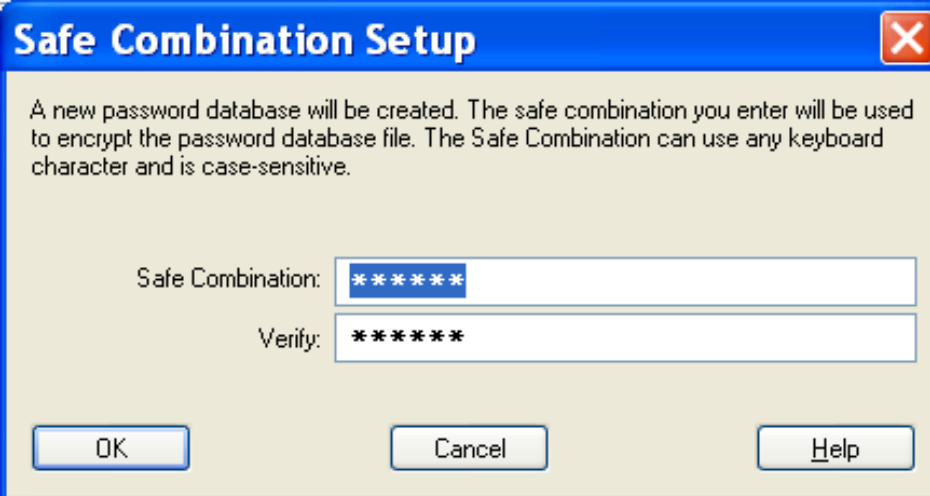 Safe Combination Setup
A new password database will be created. The safe combination you enter will be used
to encrypt the password database file. The Safe Combination can use any keyboard
character and is case-sensitive.
Safe Combination: ******
Verify: ******
OK Cancel Help